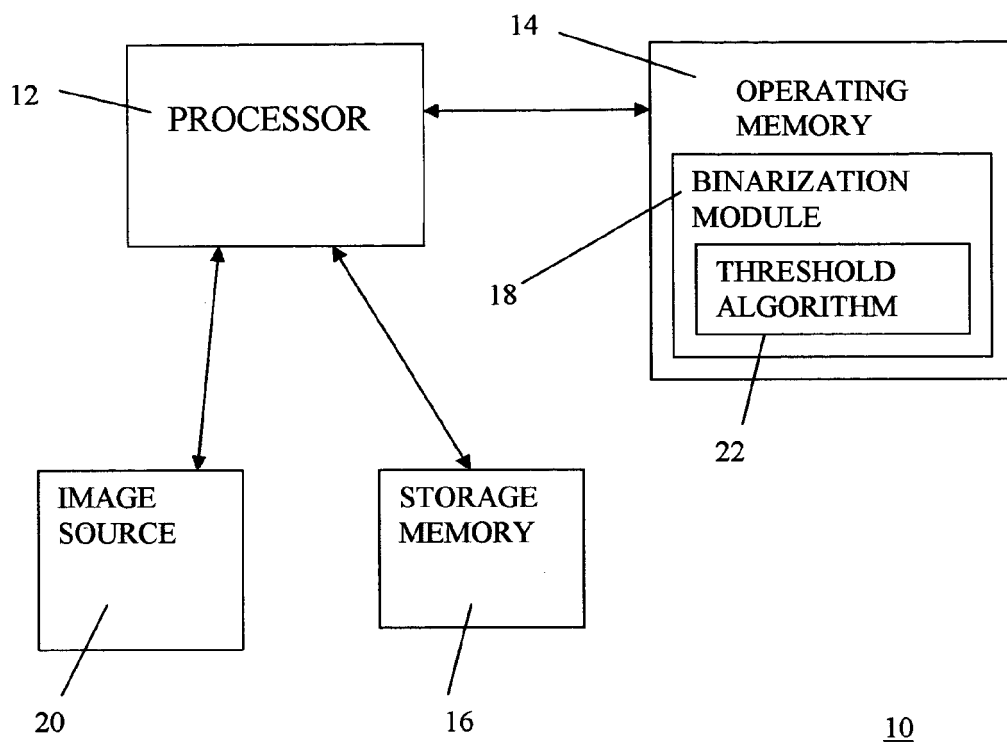 14
12
PROCESSOR
OPERATING
MEMORY
BINARIZATION
MODULE
18
THRESHOLD
ALGORITHM
22
IMAGE
SOURCE
STORAGE
MEMORY
20
16
10